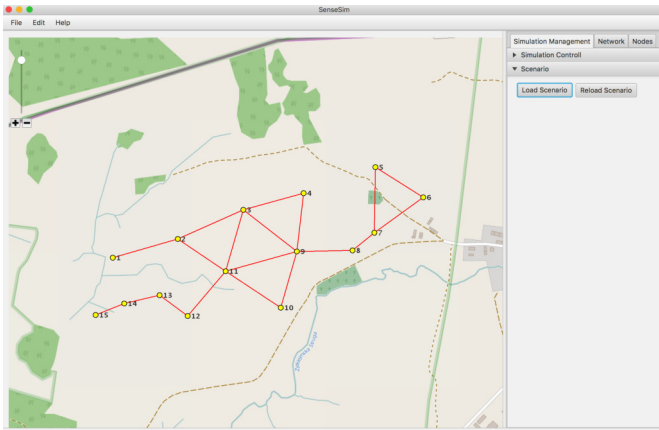 SenseSim
File Edit Help
Simulation Management Network Nodes
Simulation Controll
Scenario
Load Scenario Reload Scenario
4
5
6
3
2
7
9
8
1
11
13
14
10
15
12